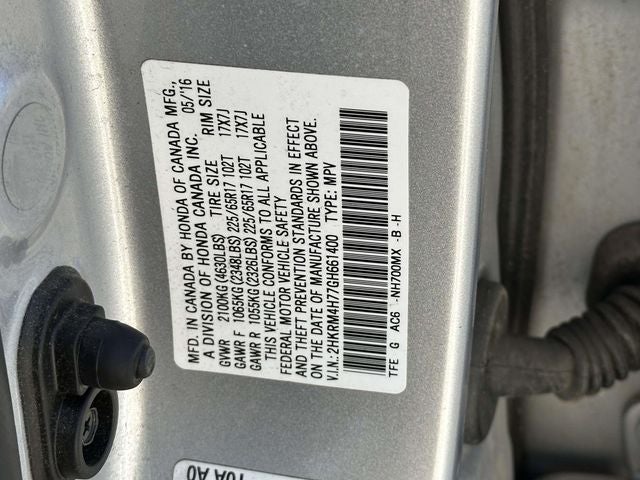 MFD. IN CANADA BY HONDA OF CANADA MFG.,
A DIVISION OF HONDA CANADA INC. 05/16
GVWR 2100KG(4630LBS) TIRE SIZE RIM SIZE
GAWR F 1065KG(2348LBS) 225/65R17 102T 17X7J
GAWR R 1055KG(2326LBS) 225/65R17 102T 17X7J
THIS VEHICLE CONFORMS TO ALL APPLICABLE
FEDERAL MOTOR VEHICLE SAFETY
AND THEFT PREVENTION STANDARDS IN EFFECT
ON THE DATE OF MANUFACTURE SHOWN ABOVE.
V.I.N.: 2HKRM4H77GH661400 TYPE: MPV
TFE G AC6 -NH700MX -B -H
10A A0